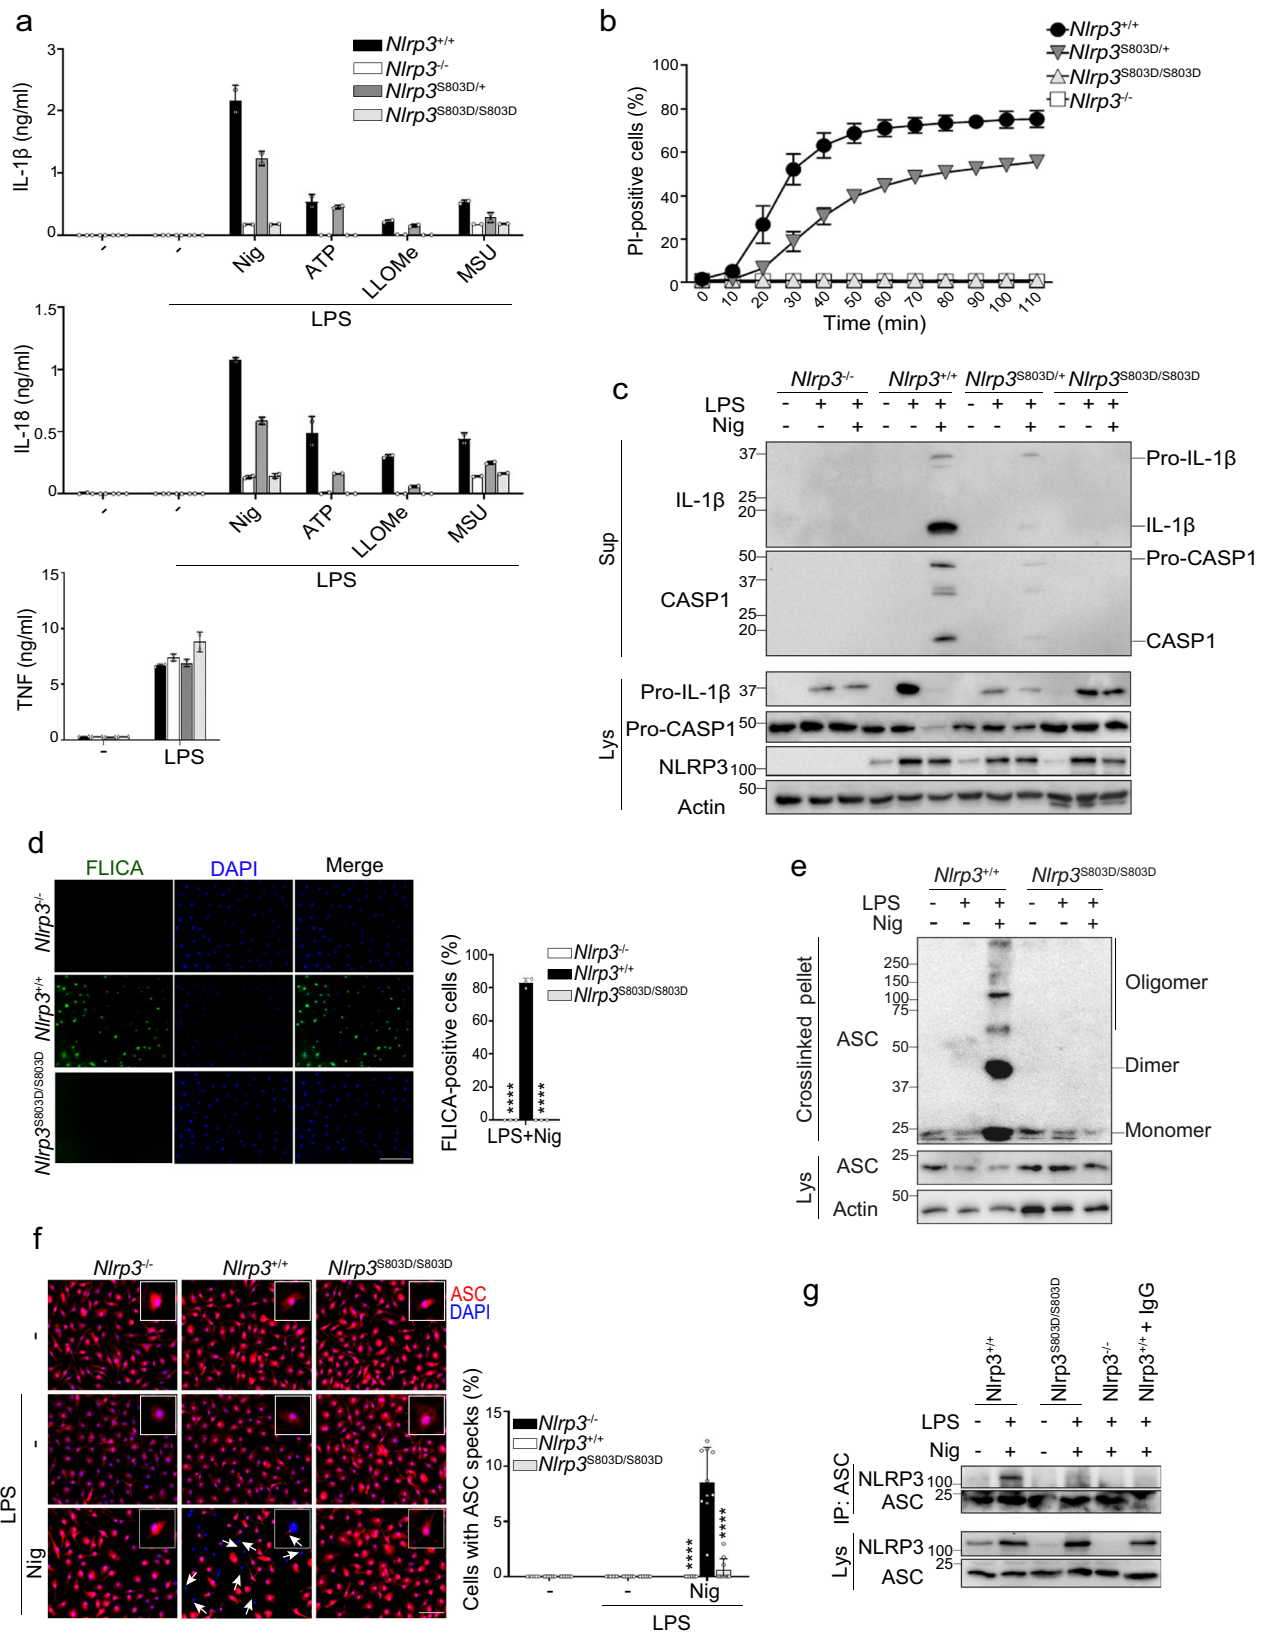 a
IL-1β (ng/ml)
3
2
1
0
Nlrp3+/+
Nlrp3-/-
Nlrp3S803D/+
Nlrp3S803D/S803D
- - Nig ATP LLOMe MSU
LPS
IL-18 (ng/ml)
1.5
1
0.5
0
- - Nig ATP LLOMe MSU
LPS
TNF (ng/ml)
15
10
5
0
- LPS
b
Nlrp3+/+
Nlrp3S803D/+
Nlrp3S803D/S803D
Nlrp3-/-
PI-positive cells (%)
100
80
60
40
20
0
0 10 20 30 40 50 60 70 80 90 100 110
Time (min)
c
Nlrp3-/- Nlrp3+/+ Nlrp3S803D/+ Nlrp3S803D/S803D
LPS - + + - + + - + + - + +
Nig - - + - - + - - + - - +
Sup
IL-1β
37
25
20
Pro-IL-1β
IL-1β
CASP1
50
37
25
20
Pro-CASP1
CASP1
Lys
Pro-IL-1β 37
Pro-CASP1 50
NLRP3 100
50
Actin
d
FLICA DAPI Merge
Nlrp3-/-
Nlrp3+/+
Nlrp3S803D/S803D
FLICA-positive cells (%)
100
80
60
40
20
0
Nlrp3-/-
Nlrp3+/+
Nlrp3S803D/S803D
**** ****
LPS+Nig
e
Nlrp3+/+ Nlrp3S803D/S803D
LPS - + + - + +
Nig - - + - - +
Crosslinked pellet
ASC
250
150
100
75
50
37
25
Oligomer
Dimer
Monomer
Lys
ASC 25
50
Actin
f
Nlrp3-/- Nlrp3+/+ Nlrp3S803D/S803D
ASC
DAPI
-
-
Nig
LPS
Cells with ASC specks (%)
15
10
5
0
Nlrp3-/-
Nlrp3+/+
Nlrp3S803D/S803D
**** ****
- - Nig
LPS
g
Nlrp3+/+ Nlrp3S803D/S803D Nlrp3-/- Nlrp3+/+ + IgG
LPS - + - + + +
Nig - + - + + +
IP: ASC
NLRP3 100
ASC 25
Lys
NLRP3 100
ASC 25